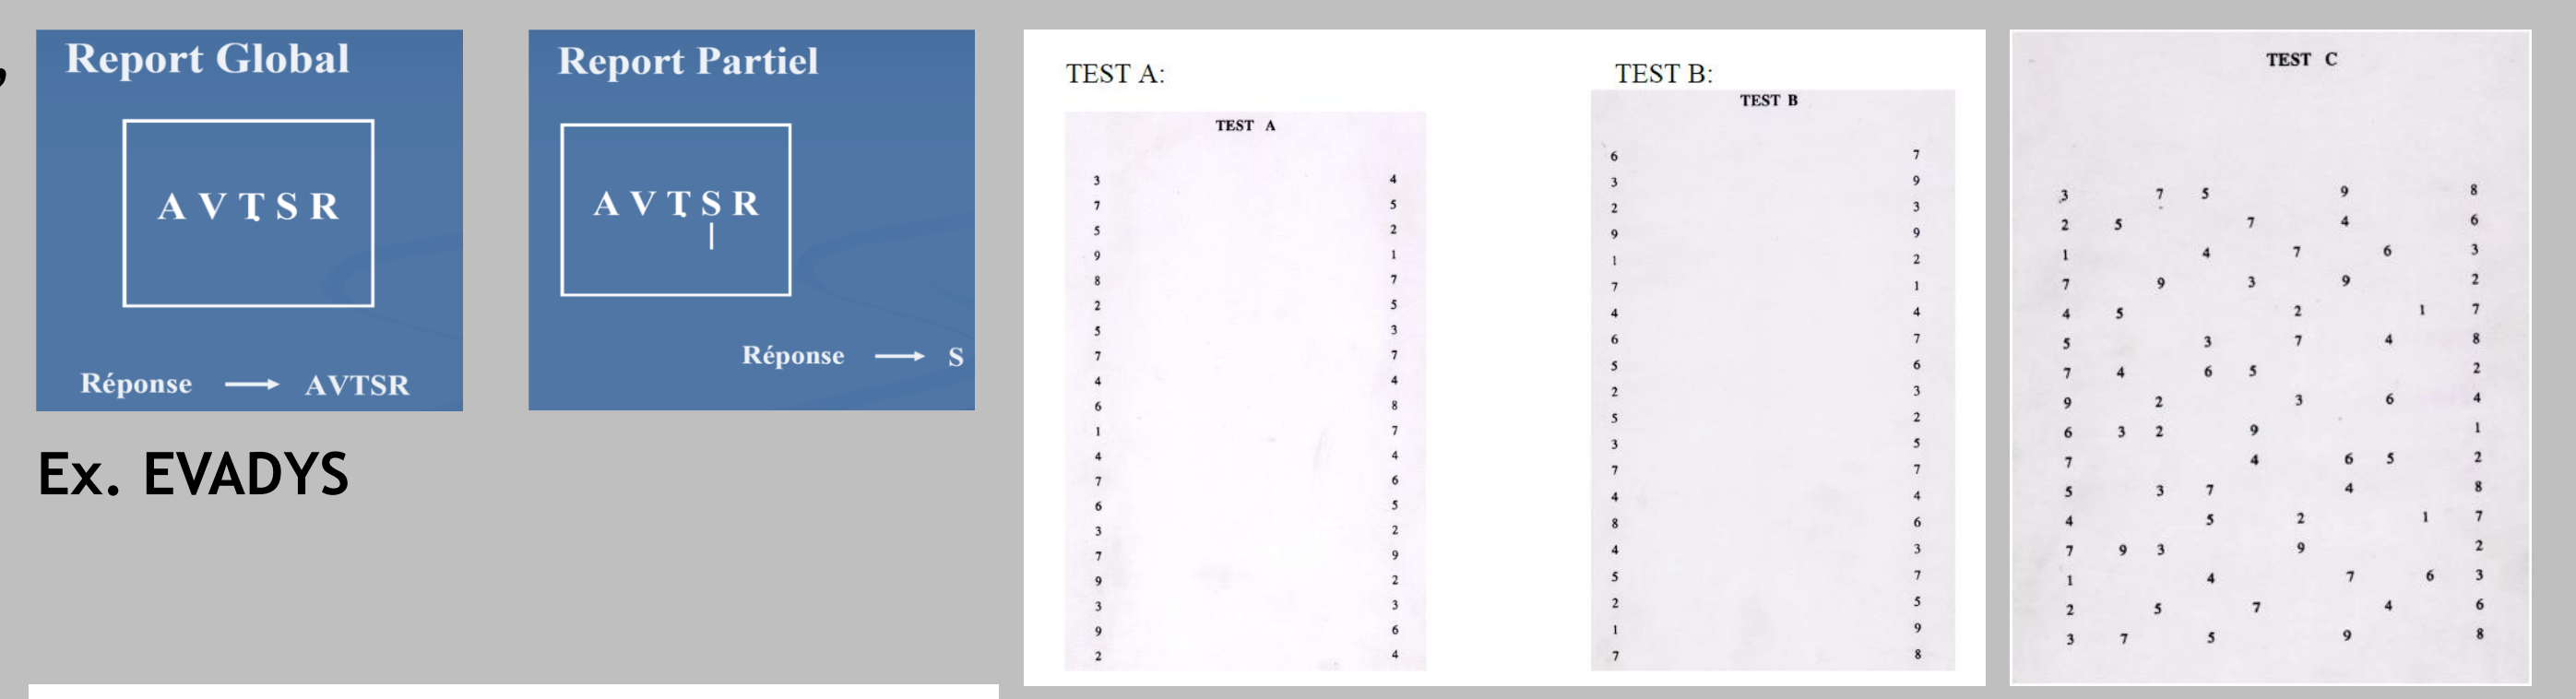 Report Global
A V T S R
Réponse → AVTSR
Report Partiel
A V T S R
Réponse → S
Ex. EVADYS
TEST A:
TEST A
3 4
7 5
5 2
9 1
8 7
2 5
5 3
7 7
4 4
6 8
1 7
4 4
7 6
6 5
3 2
7 9
9 2
3 3
9 6
2 4
TEST B:
TEST B
6 7
3 9
2 3
9 9
1 2
7 1
4 4
6 7
5 6
2 3
5 2
3 5
7 7
4 4
8 6
4 3
5 7
2 5
1 9
7 8
TEST C
3 7 5 9 8
2 5 7 4 6
1 4 7 6 3
7 9 3 9 2
4 5 2 1 7
5 3 7 4 8
7 4 6 5 2
9 2 3 6 4
6 3 2 9 1
7 4 6 5 2
5 3 7 4 8
4 5 2 1 7
7 9 3 9 2
1 4 7 6 3
2 5 7 4 6
3 7 5 9 8